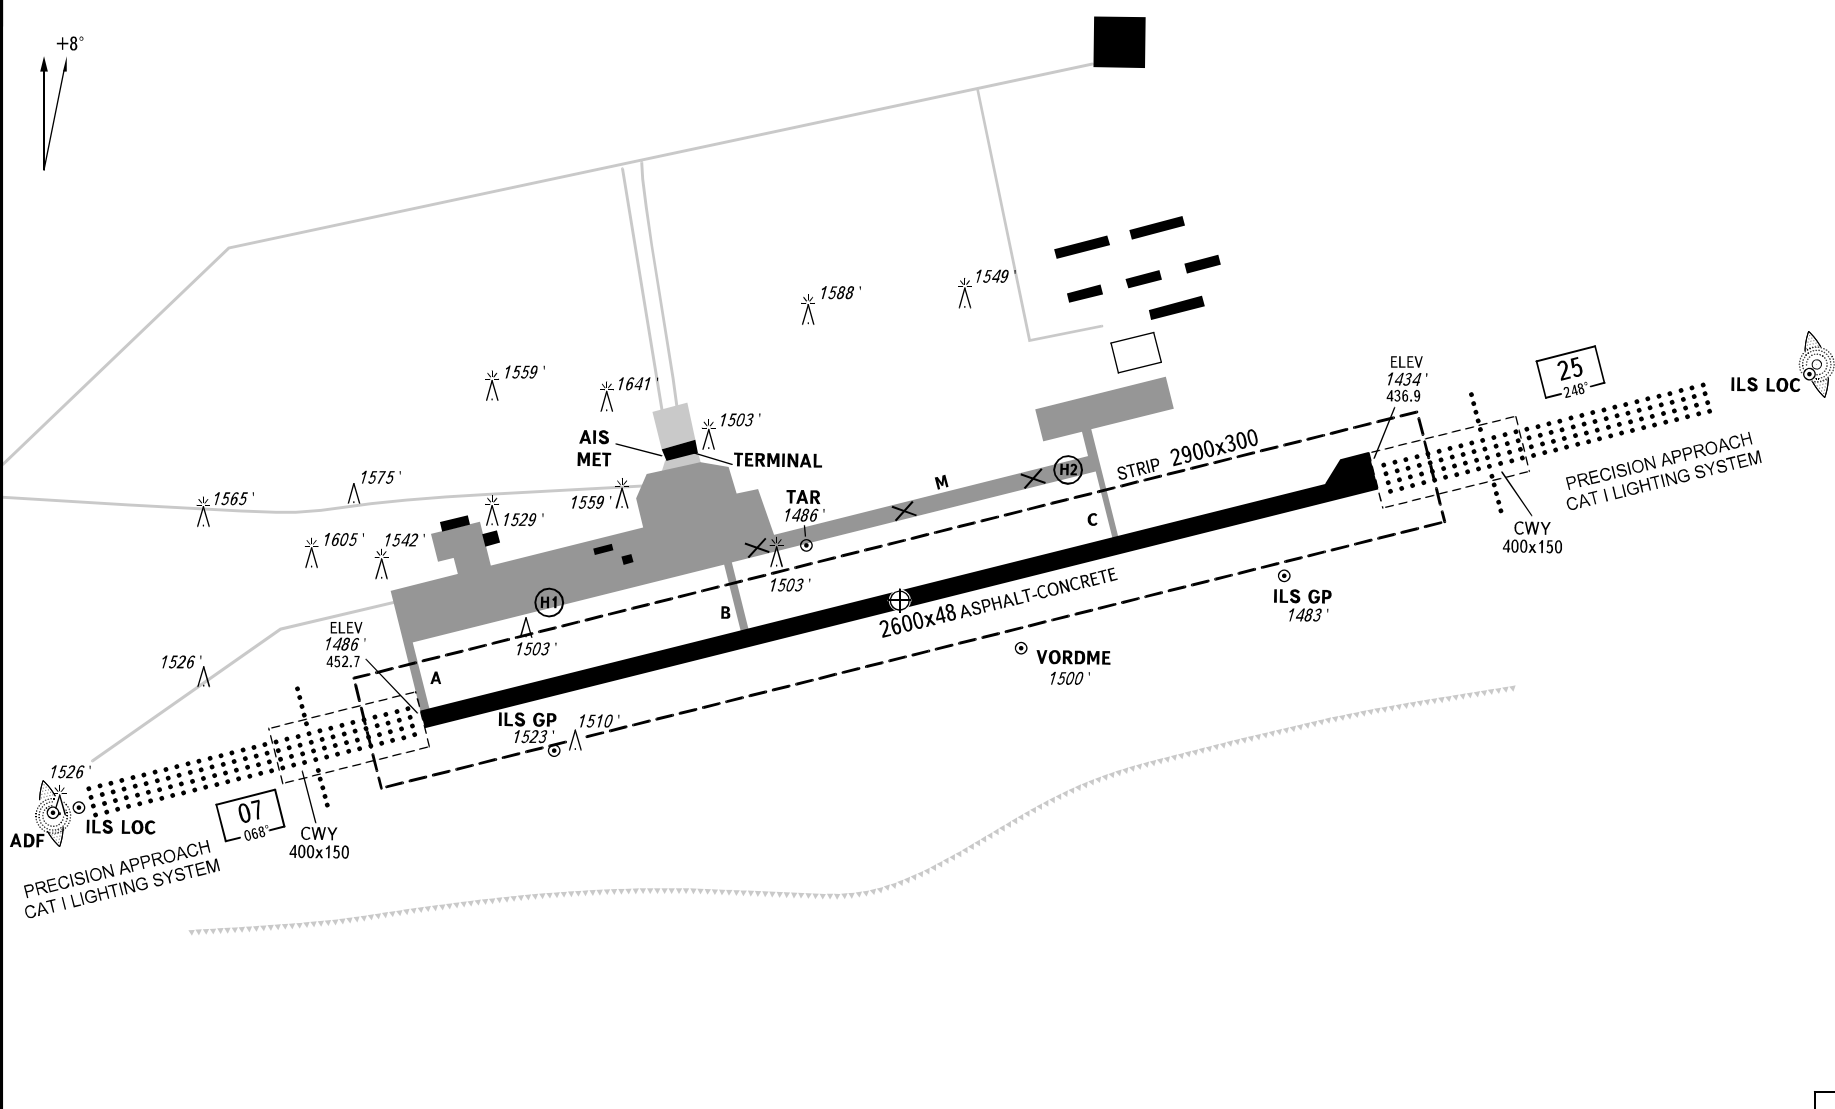 +8°
1588 '
1549 '
1559 '
1641 '
1503 '
AIS
MET
TERMINAL
ELEV
1434 '
436.9
25
248°
ILS LOC
STRIP 2900x300
PRECISION APPROACH
CAT I LIGHTING SYSTEM
1575 '
1565 '
1559 '
TAR
1486 '
M
H2
1529 '
1605 '
1542 '
C
CWY
400x150
1503 '
H1
B
2600x48 ASPHALT-CONCRETE
ILS GP
1483 '
ELEV
1486 '
452.7
1503 '
1526 '
A
VORDME
1500 '
ILS GP
1523 '
1510 '
1526 '
07
068°
ADF
ILS LOC
CWY
400x150
PRECISION APPROACH
CAT I LIGHTING SYSTEM